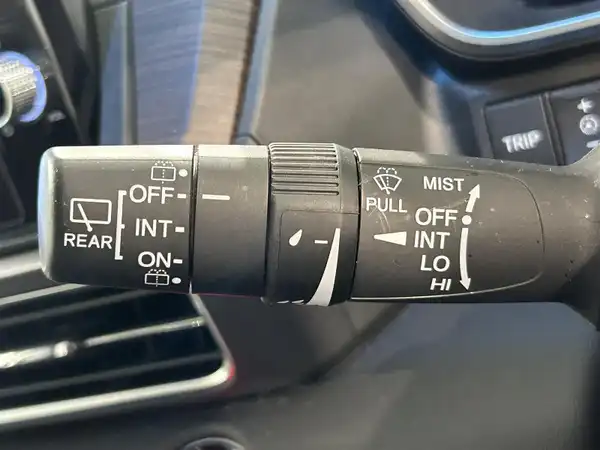 REAR
OFF
INT
ON
PULL
MIST
OFF
INT
LO
HI
TRIP
+
-